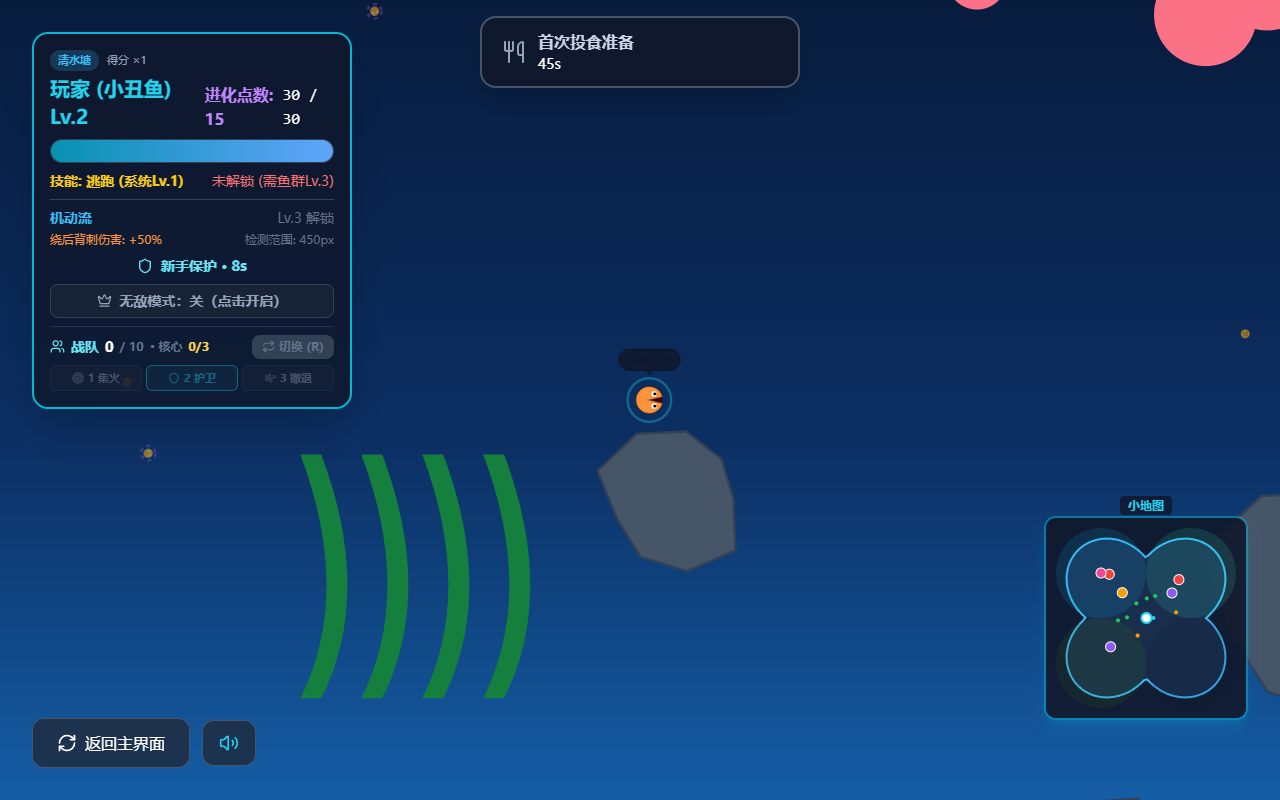 首次投食准备
45s
清水塘 得分 ×1
玩家 (小丑鱼)
Lv.2
进化点数:
15
30 /
30
技能: 逃跑 (系统Lv.1) 未解锁 (需鱼群Lv.3)
机动流 Lv.3 解锁
绕后背刺伤害: +50% 检测范围: 450px
新手保护 • 8s
无敌模式：关（点击开启）
战队 0 / 10 • 核心 0/3 切换 (R)
1 集火 2 护卫 3 撤退
小地图
返回主界面